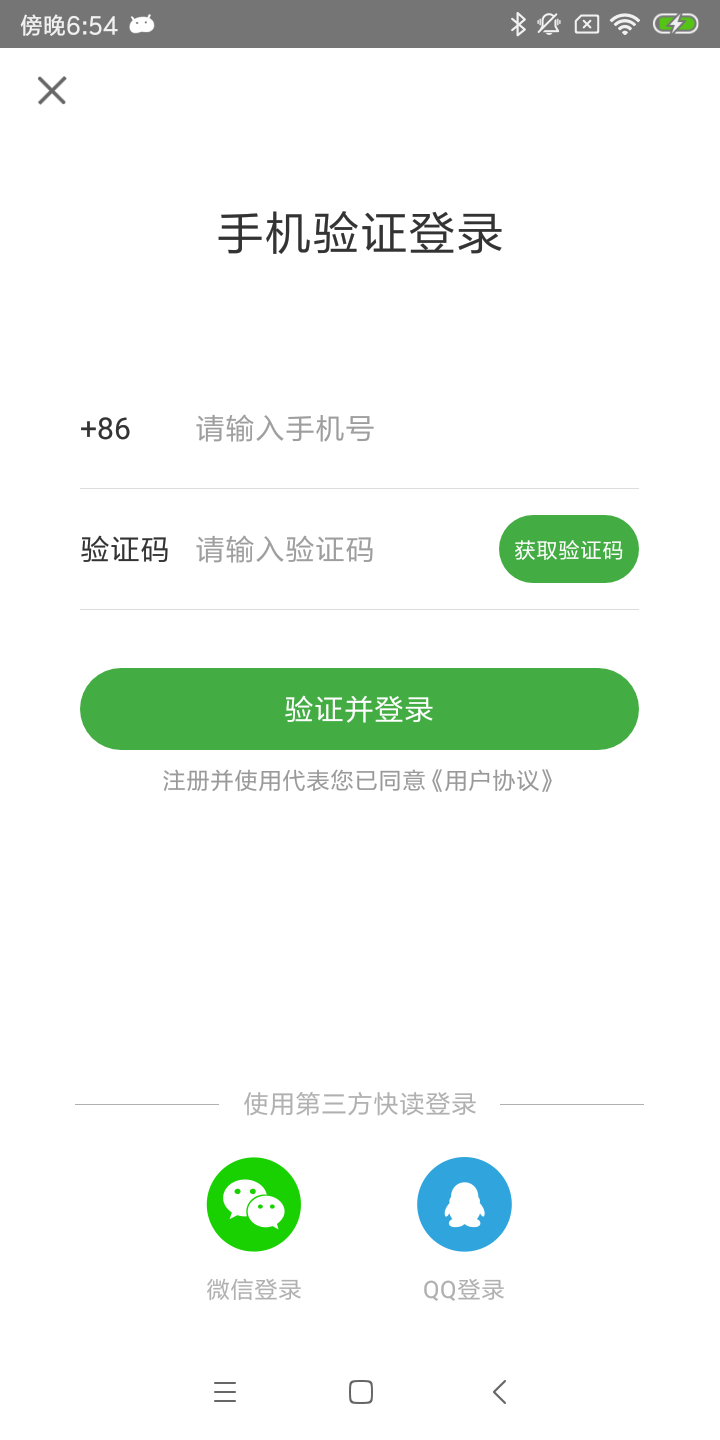 傍晚6:54
手机验证登录
+86 请输入手机号
验证码 请输入验证码 获取验证码
验证并登录
注册并使用代表您已同意《用户协议》
使用第三方快读登录
微信登录 QQ登录